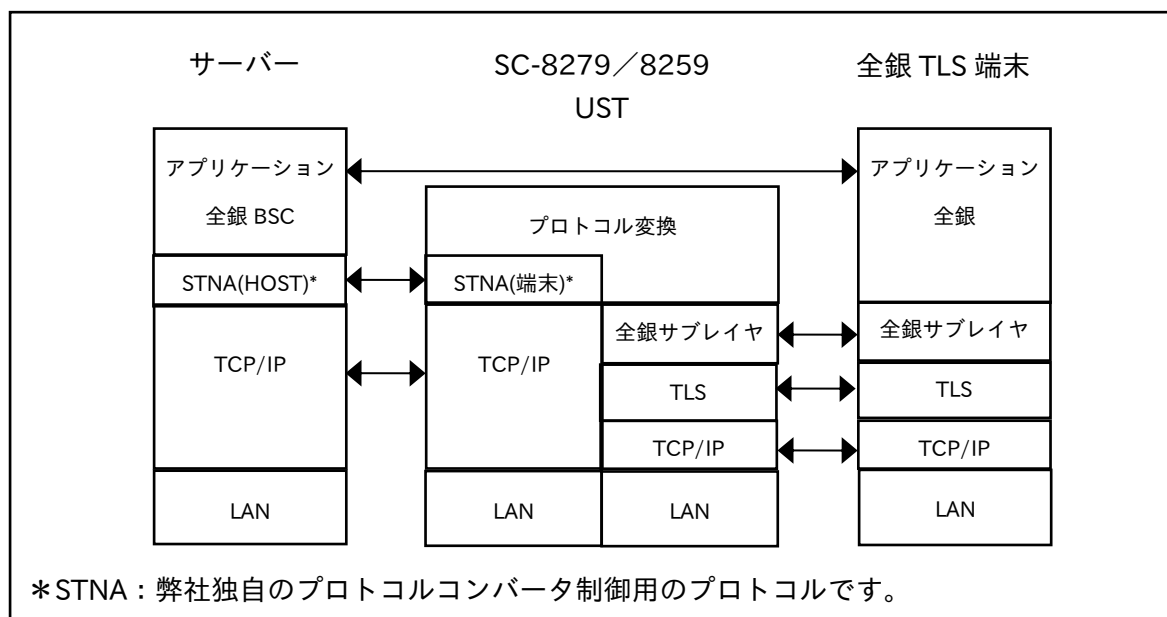 サーバー
SC-8279/8259
UST
全銀 TLS 端末
アプリケーション
全銀 BSC
STNA(HOST)*
TCP/IP
LAN
プロトコル変換
STNA(端末)*
TCP/IP
LAN
全銀サブレイヤ
TLS
TCP/IP
LAN
アプリケーション
全銀
全銀サブレイヤ
TLS
TCP/IP
LAN
*STNA:弊社独自のプロトコルコンバータ制御用のプロトコルです。